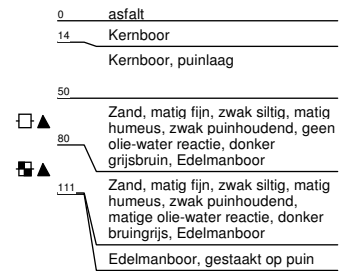 0 asfalt
14 Kernboor
Kernboor, puinlaag
50
Zand, matig fijn, zwak siltig, matig
humeus, zwak puinhoudend, geen
olie-water reactie, donker
80
grijsbruin, Edelmanboor
111
Zand, matig fijn, zwak siltig, matig
humeus, zwak puinhoudend,
matige olie-water reactie, donker
bruingrijs, Edelmanboor
Edelmanboor, gestaakt op puin